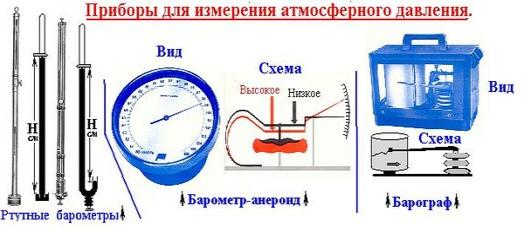 Приборы для измерения атмосферного давления.
Вид
Схема
Высокое
Низкое
Вид
Схема
H
см
H
см
Ртутные барометры
Барометр-анероид
Барограф